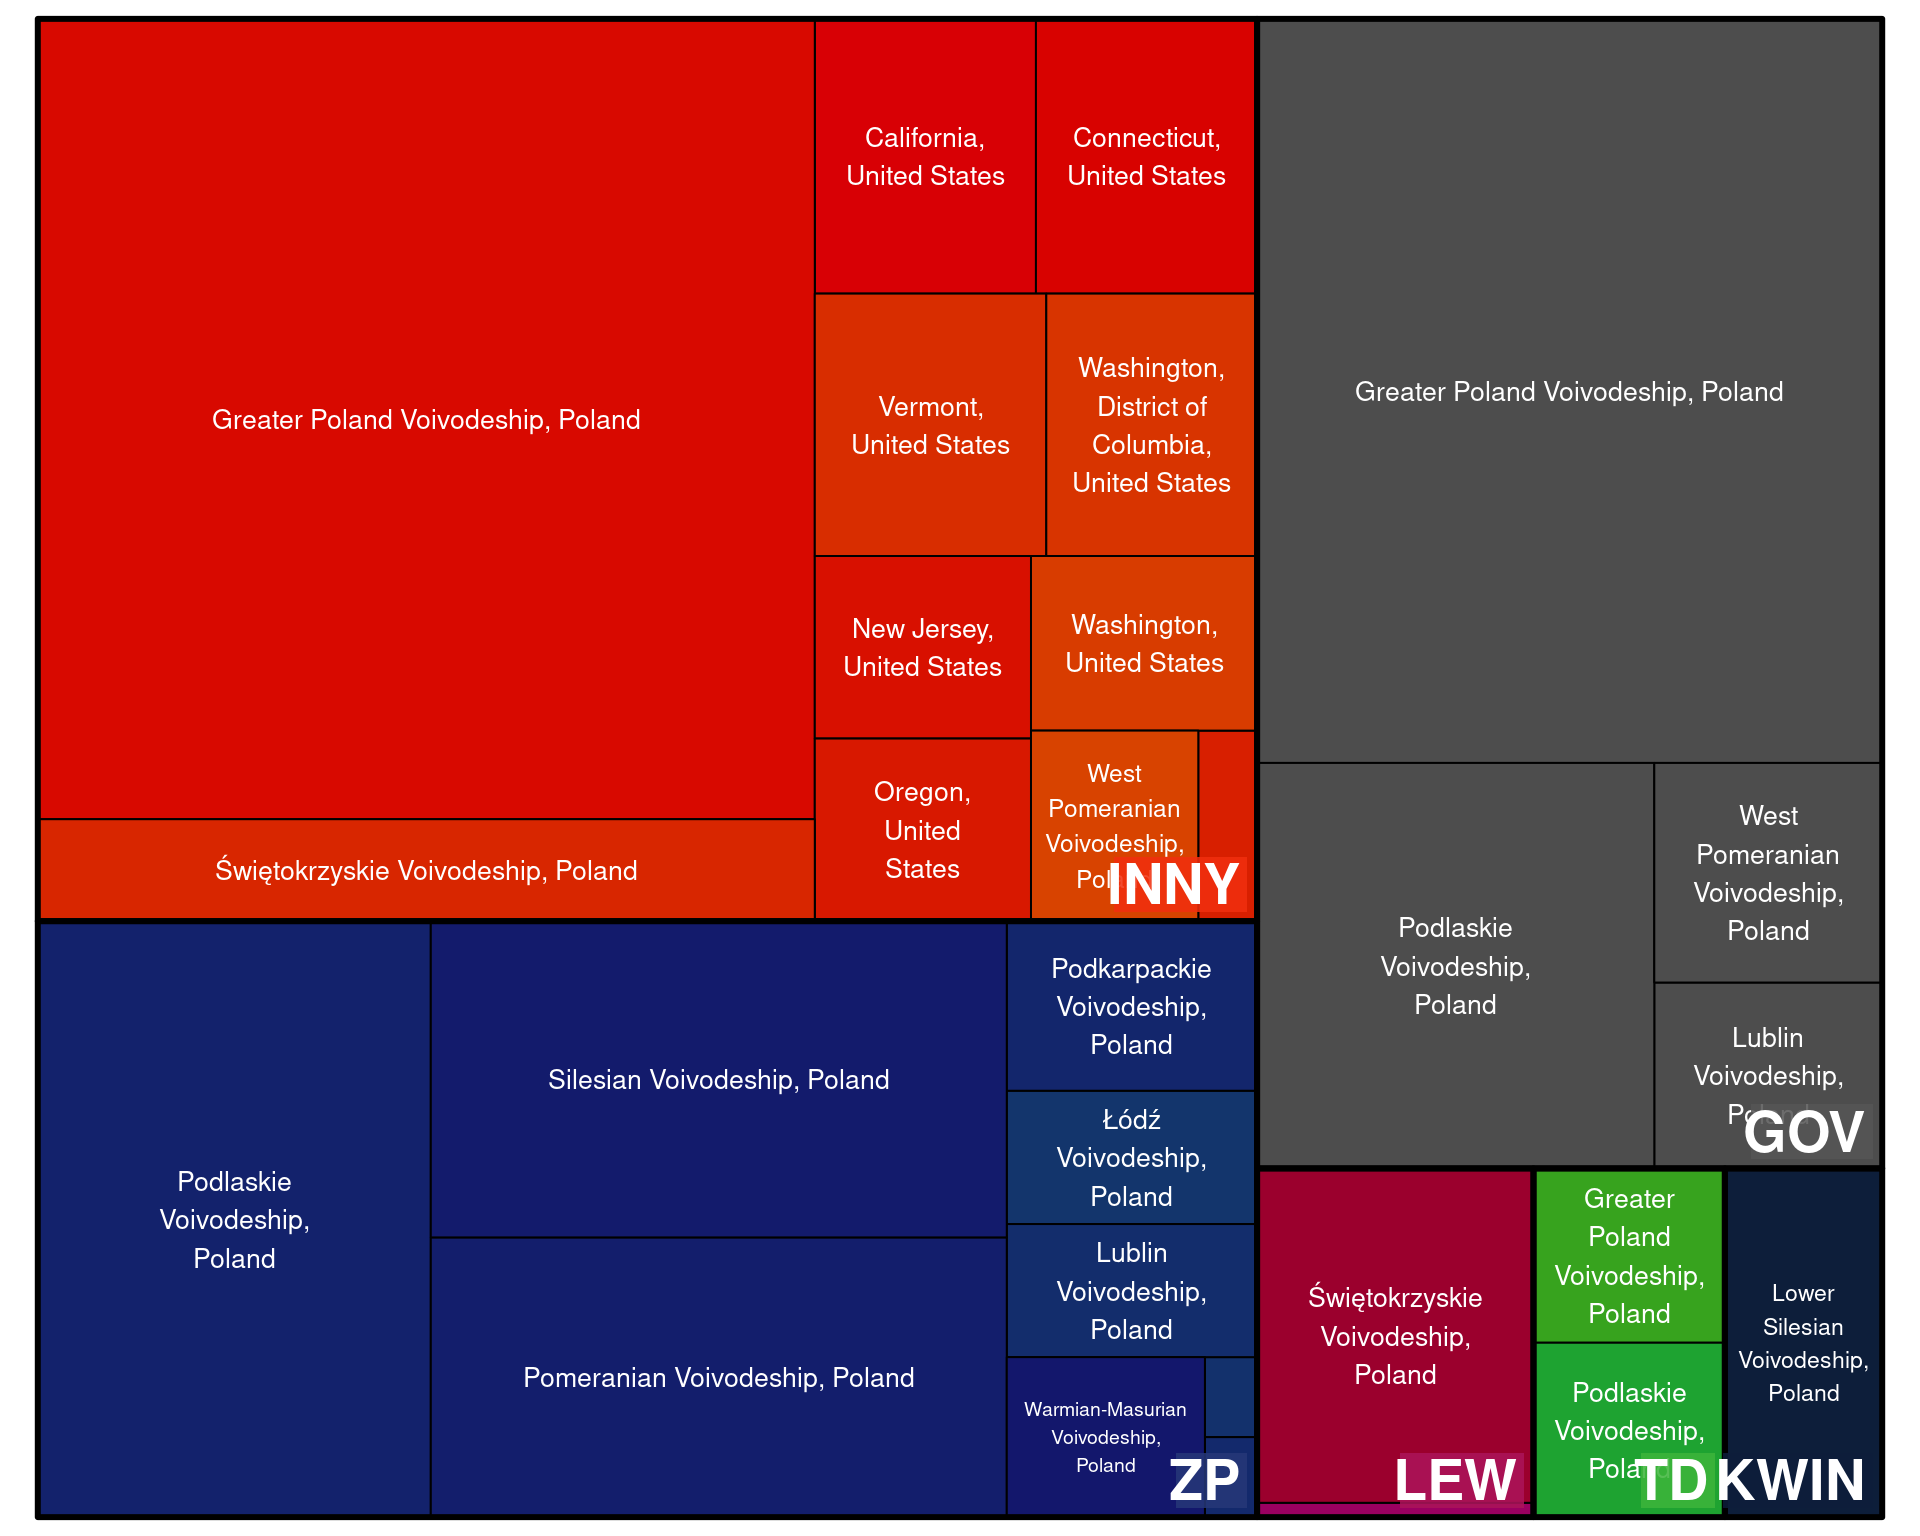 Greater Poland Voivodeship, Poland
Świętokrzyskie Voivodeship, Poland
California,
United States
Connecticut,
United States
Vermont,
United States
Washington,
District of
Columbia,
United States
New Jersey,
United States
Washington,
United States
Oregon,
United
States
West
Pomeranian
Voivodeship,
Poland
INNY
Greater Poland Voivodeship, Poland
Podlaskie
Voivodeship,
Poland
West
Pomeranian
Voivodeship,
Poland
Lublin
Voivodeship,
Poland
GOV
Podlaskie
Voivodeship,
Poland
Silesian Voivodeship, Poland
Pomeranian Voivodeship, Poland
Podkarpackie
Voivodeship,
Poland
Łódź
Voivodeship,
Poland
Lublin
Voivodeship,
Poland
Warmian-Masurian
Voivodeship,
Poland
ZP
Świętokrzyskie
Voivodeship,
Poland
LEW
Greater
Poland
Voivodeship,
Poland
Podlaskie
Voivodeship,
Poland
TD
Lower
Silesian
Voivodeship,
Poland
KWIN